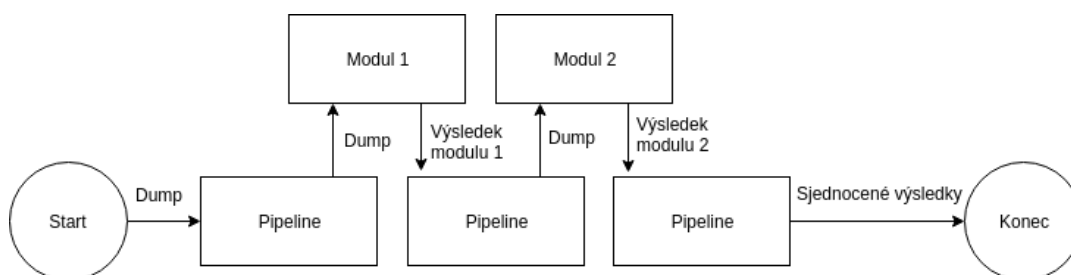 Modul 1
Modul 2
Dump
Výsledek
modulu 1
Dump
Výsledek
modulu 2
Start
Dump
Pipeline
Pipeline
Pipeline
Sjednocené výsledky
Konec